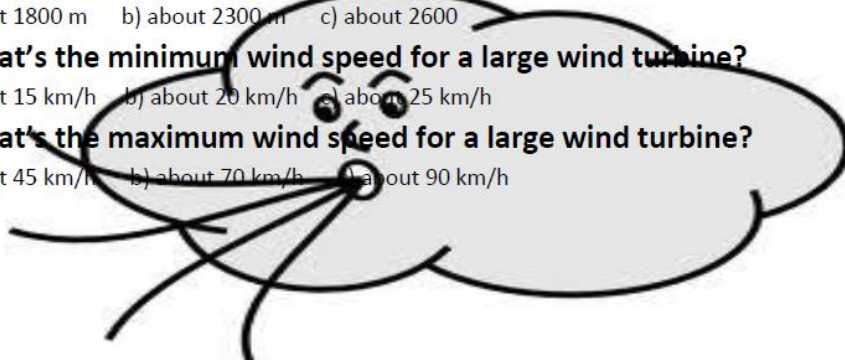 t 1800 m b) about 2300 m c) about 2600
at's the minimum wind speed for a large wind turbine?
t 15 km/h b) about 20 km/h c) about 25 km/h
at's the maximum wind speed for a large wind turbine?
t 45 km/h b) about 70 km/h c) about 90 km/h